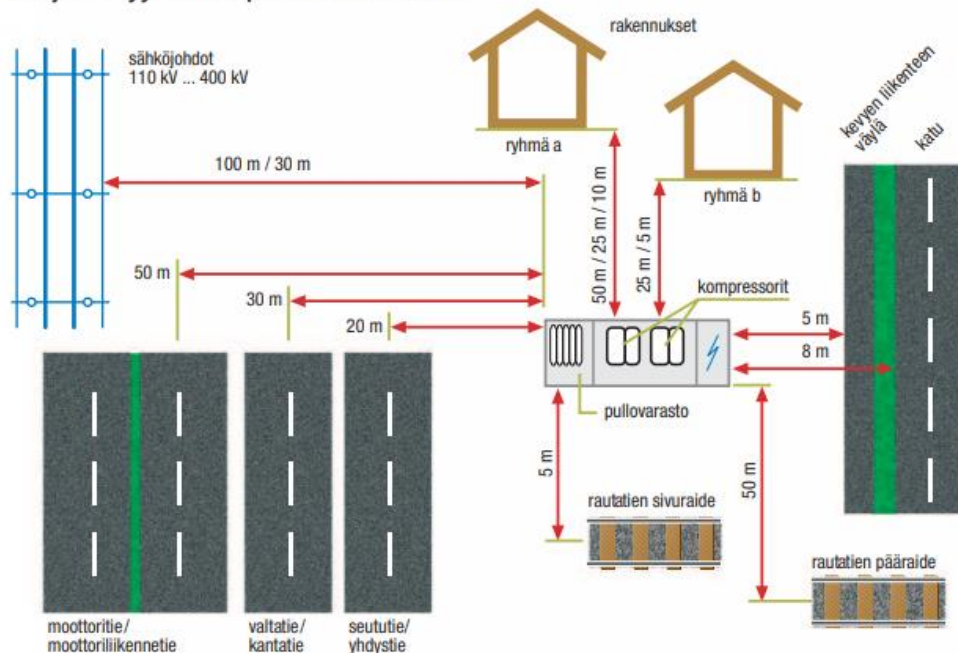 sähköjohdot
110 kV ... 400 kV
rakennukset
kevyen liikenteen
väylä
katu
ryhmä a
ryhmä b
100 m / 30 m
50 m / 25 m / 10 m
25 m / 5 m
50 m
30 m
20 m
kompressorit
5 m
8 m
pullovarasto
5 m
50 m
rautatien sivuraide
rautatien pääraide
moottoritie/
moottoriliikennetie
valtatie/
kantatie
seututie/
yhdystie